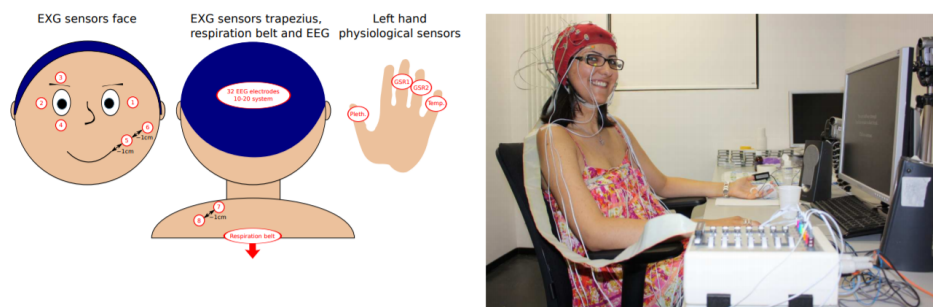 EXG sensors face
EXG sensors trapezius,
respiration belt and EEG
Left hand
physiological sensors
3
2
1
4
5
6
~1cm
~1cm
32 EEG electrodes
10-20 system
7
8
~1cm
Respiration belt
GSR1
GSR2
Pleth.
Temp.